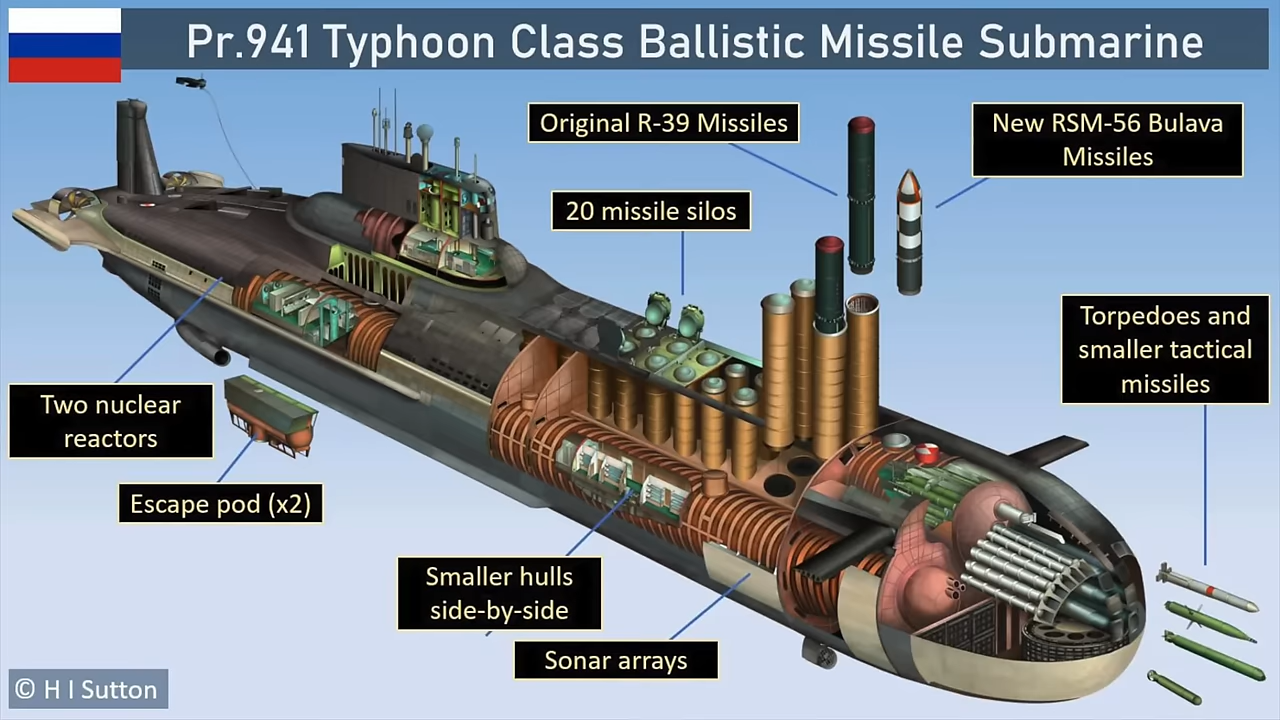 Pr.941 Typhoon Class Ballistic Missile Submarine
Original R-39 Missiles
New RSM-56 Bulava
Missiles
20 missile silos
Torpedoes and
smaller tactical
missiles
Two nuclear
reactors
Escape pod (x2)
Smaller hulls
side-by-side
Sonar arrays
© H I Sutton